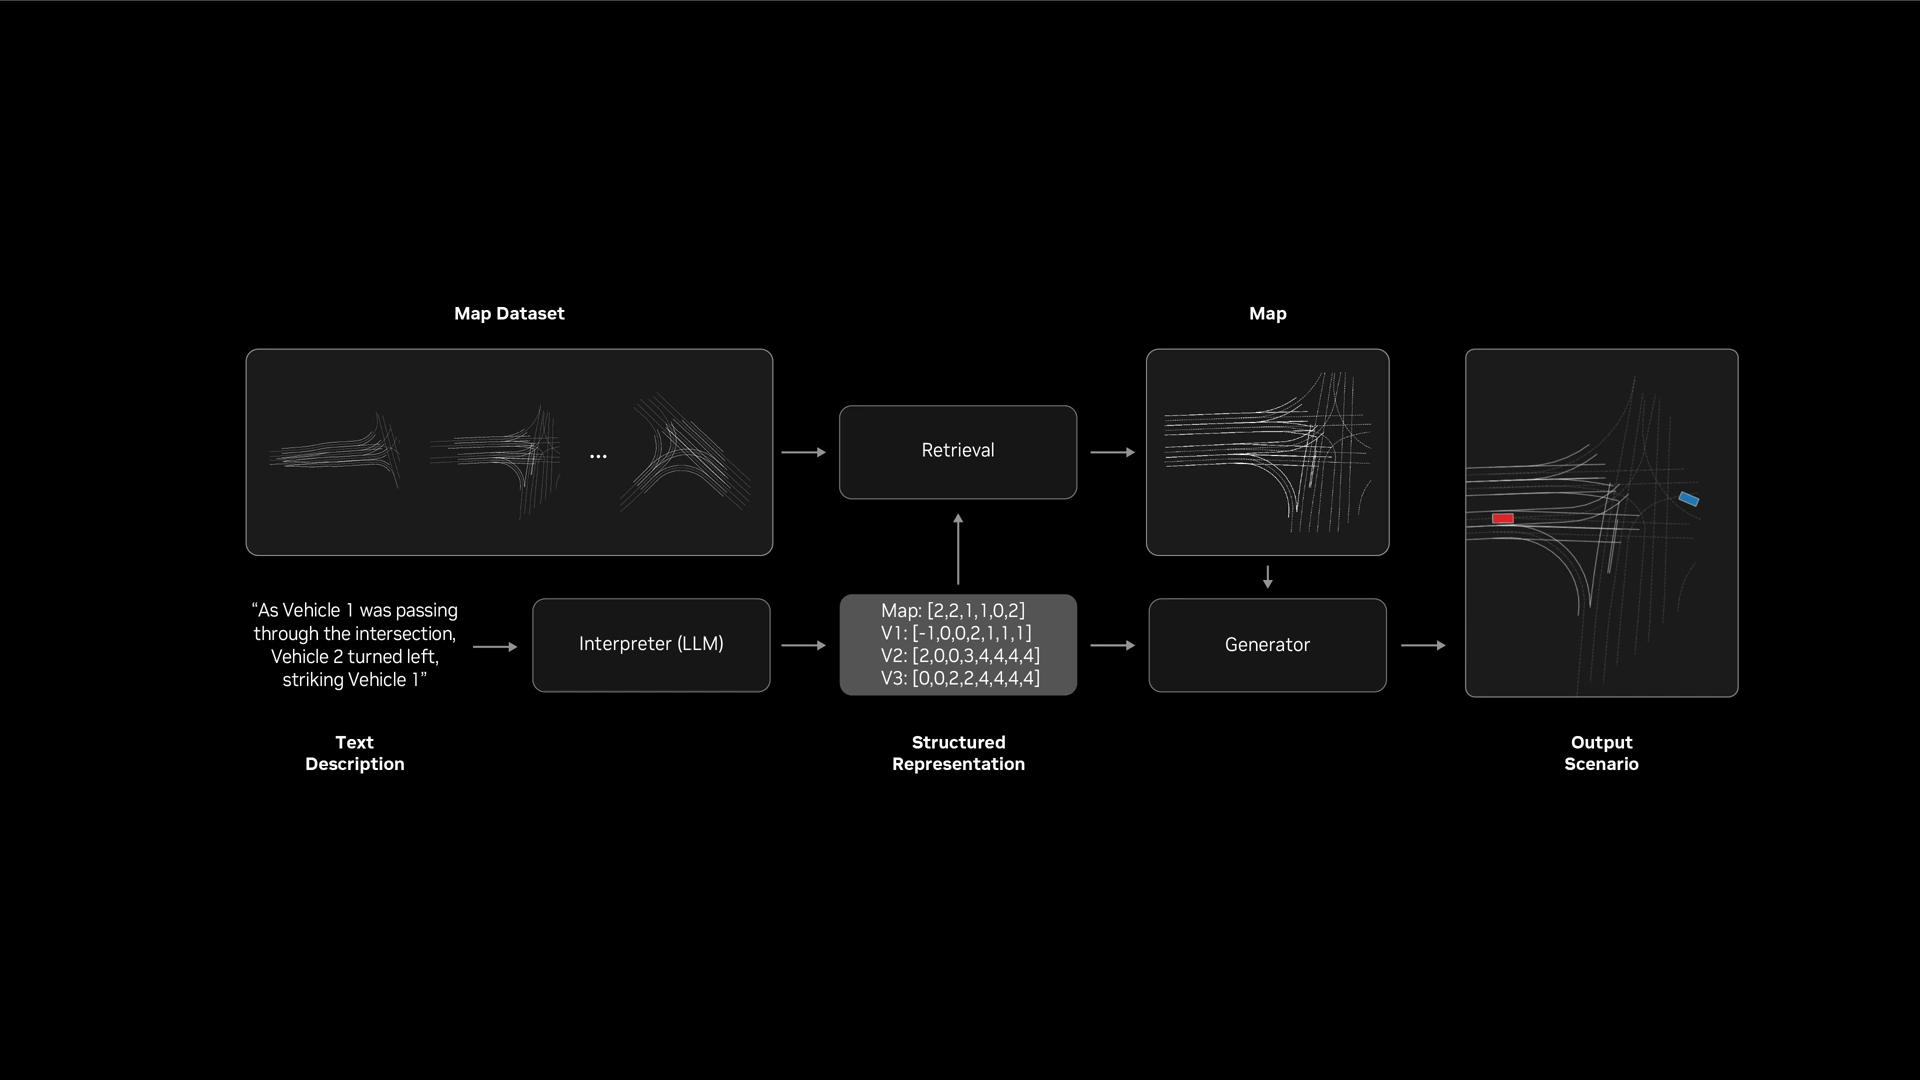 Map Dataset
Map
...
Retrieval
“As Vehicle 1 was passing
through the intersection,
Vehicle 2 turned left,
striking Vehicle 1”
Interpreter (LLM)
Map: [2,2,1,1,0,2]
V1: [-1,0,0,2,1,1,1]
V2: [2,0,0,3,4,4,4,4]
V3: [0,0,2,2,4,4,4,4]
Generator
Text
Description
Structured
Representation
Output
Scenario